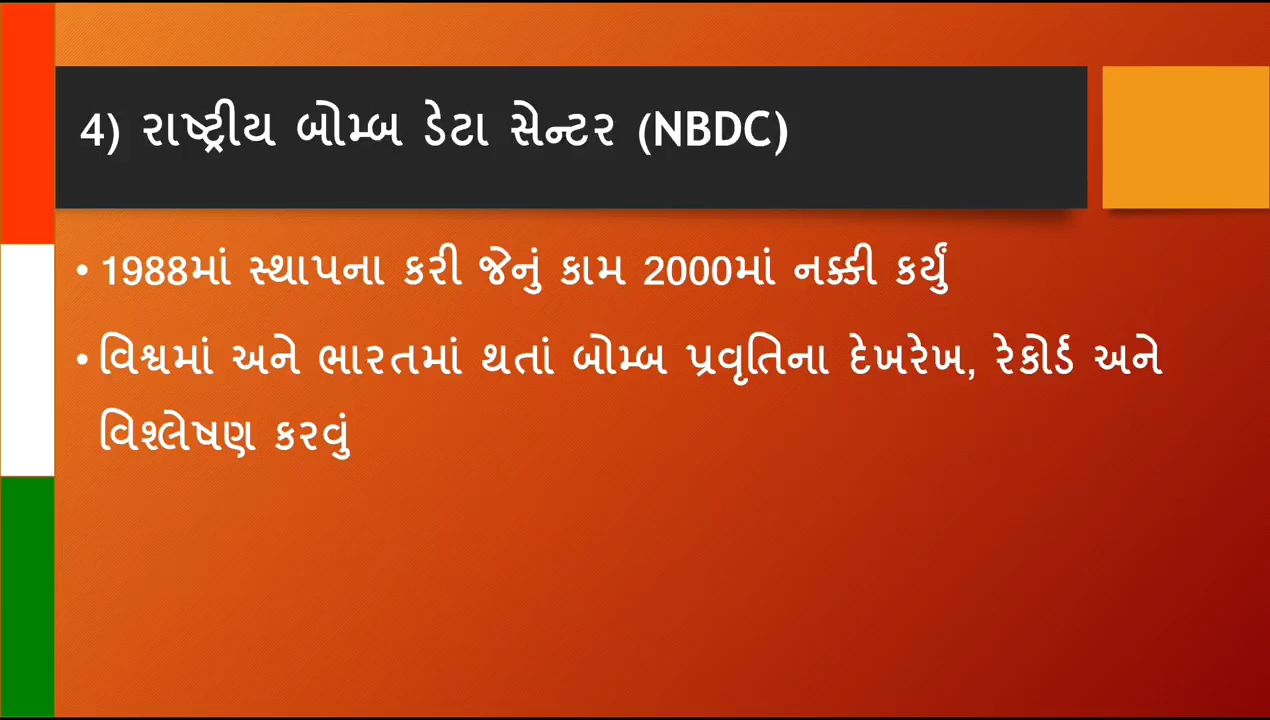 4) રાષ્ટ્રીય બોમ્બ ડેટા સેન્ટર (NBDC)
• 1988માં સ્થાપના કરી જેનું કામ 2000માં નક્કી કર્યું
• વિશ્વમાં અને ભારતમાં થતાં બોમ્બ પ્રવૃતિના દેખરેખ, રેકોર્ડ અને
વિશ્લેષણ કરવું